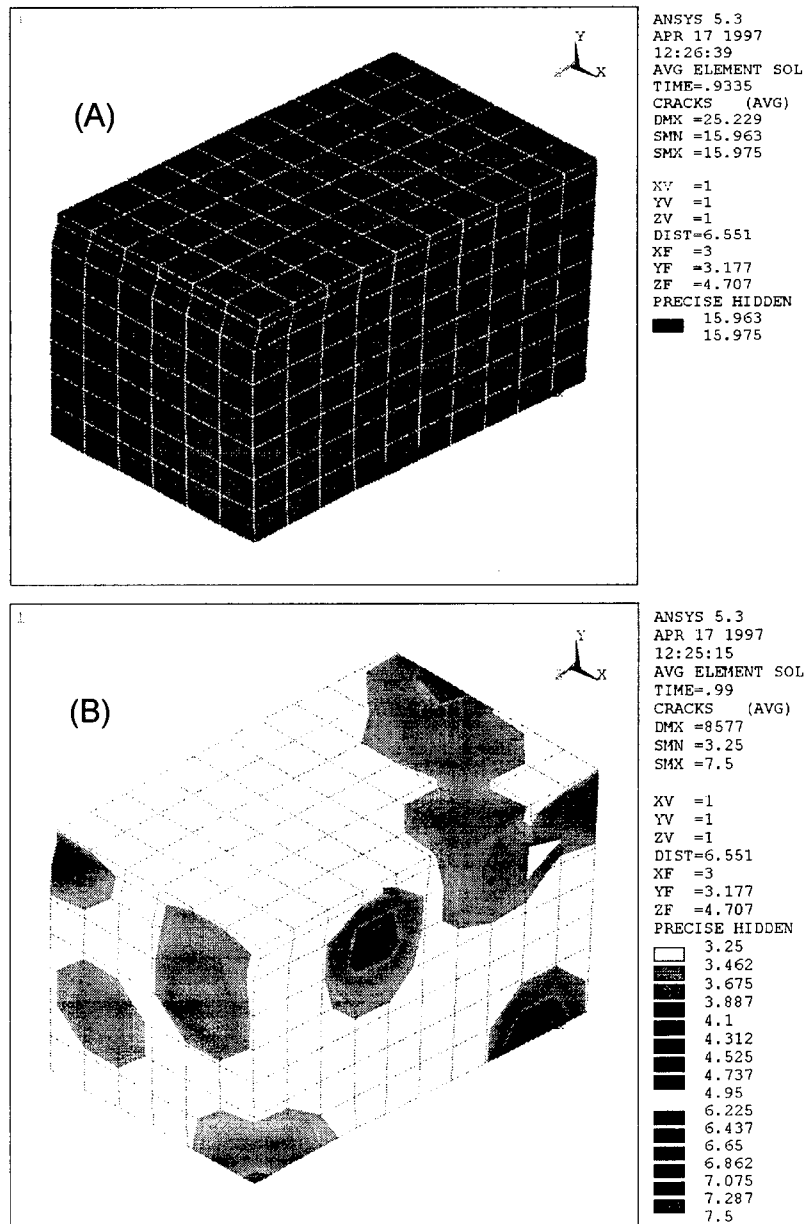 1
(A)
Y
Z X
ANSYS 5.3
APR 17 1997
12:26:39
AVG ELEMENT SOL
TIME=.9335
CRACKS (AVG)
DMX =25.229
SMN =15.963
SMX =15.975
XV =1
YV =1
ZV =1
DIST=6.551
XF =3
YF =3.177
ZF =4.707
PRECISE HIDDEN
15.963
15.975
1
(B)
Y
Z X
ANSYS 5.3
APR 17 1997
12:25:15
AVG ELEMENT SOL
TIME=.99
CRACKS (AVG)
DMX =8577
SMN =3.25
SMX =7.5
XV =1
YV =1
ZV =1
DIST=6.551
XF =3
YF =3.177
ZF =4.707
PRECISE HIDDEN
3.25
3.462
3.675
3.887
4.1
4.312
4.525
4.737
4.95
6.225
6.437
6.65
6.862
7.075
7.287
7.5